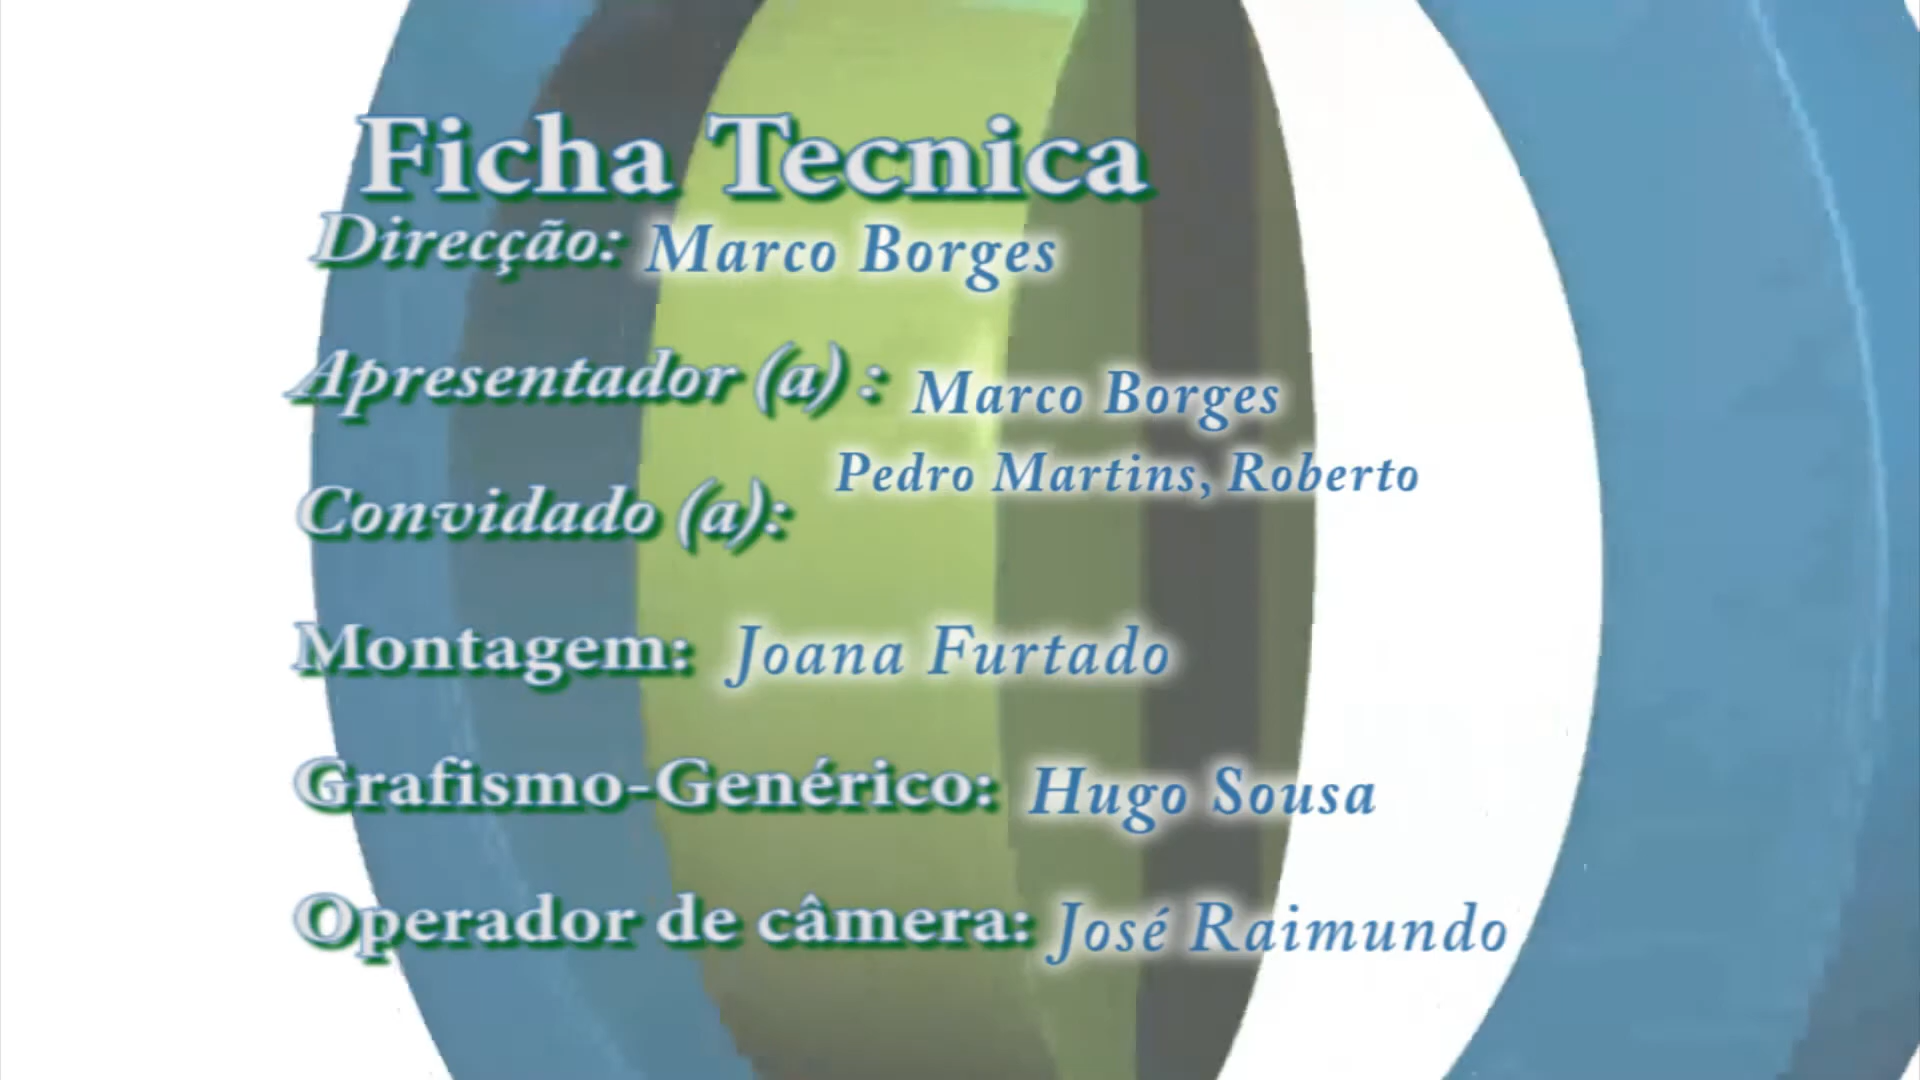 Ficha Tecnica
Direcção: Marco Borges
Apresentador (a) : Marco Borges
Pedro Martins, Roberto
Convidado (a):
Montagem: Joana Furtado
Grafismo-Genérico: Hugo Sousa
Operador de câmera: José Raimundo